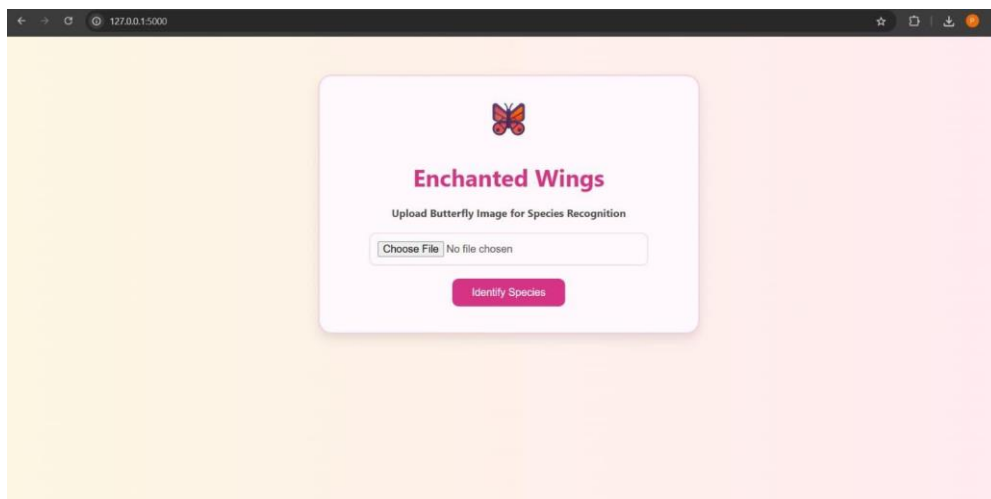 127.0.0.1:5000
Enchanted Wings
Upload Butterfly Image for Species Recognition
Choose File No file chosen
Identify Species